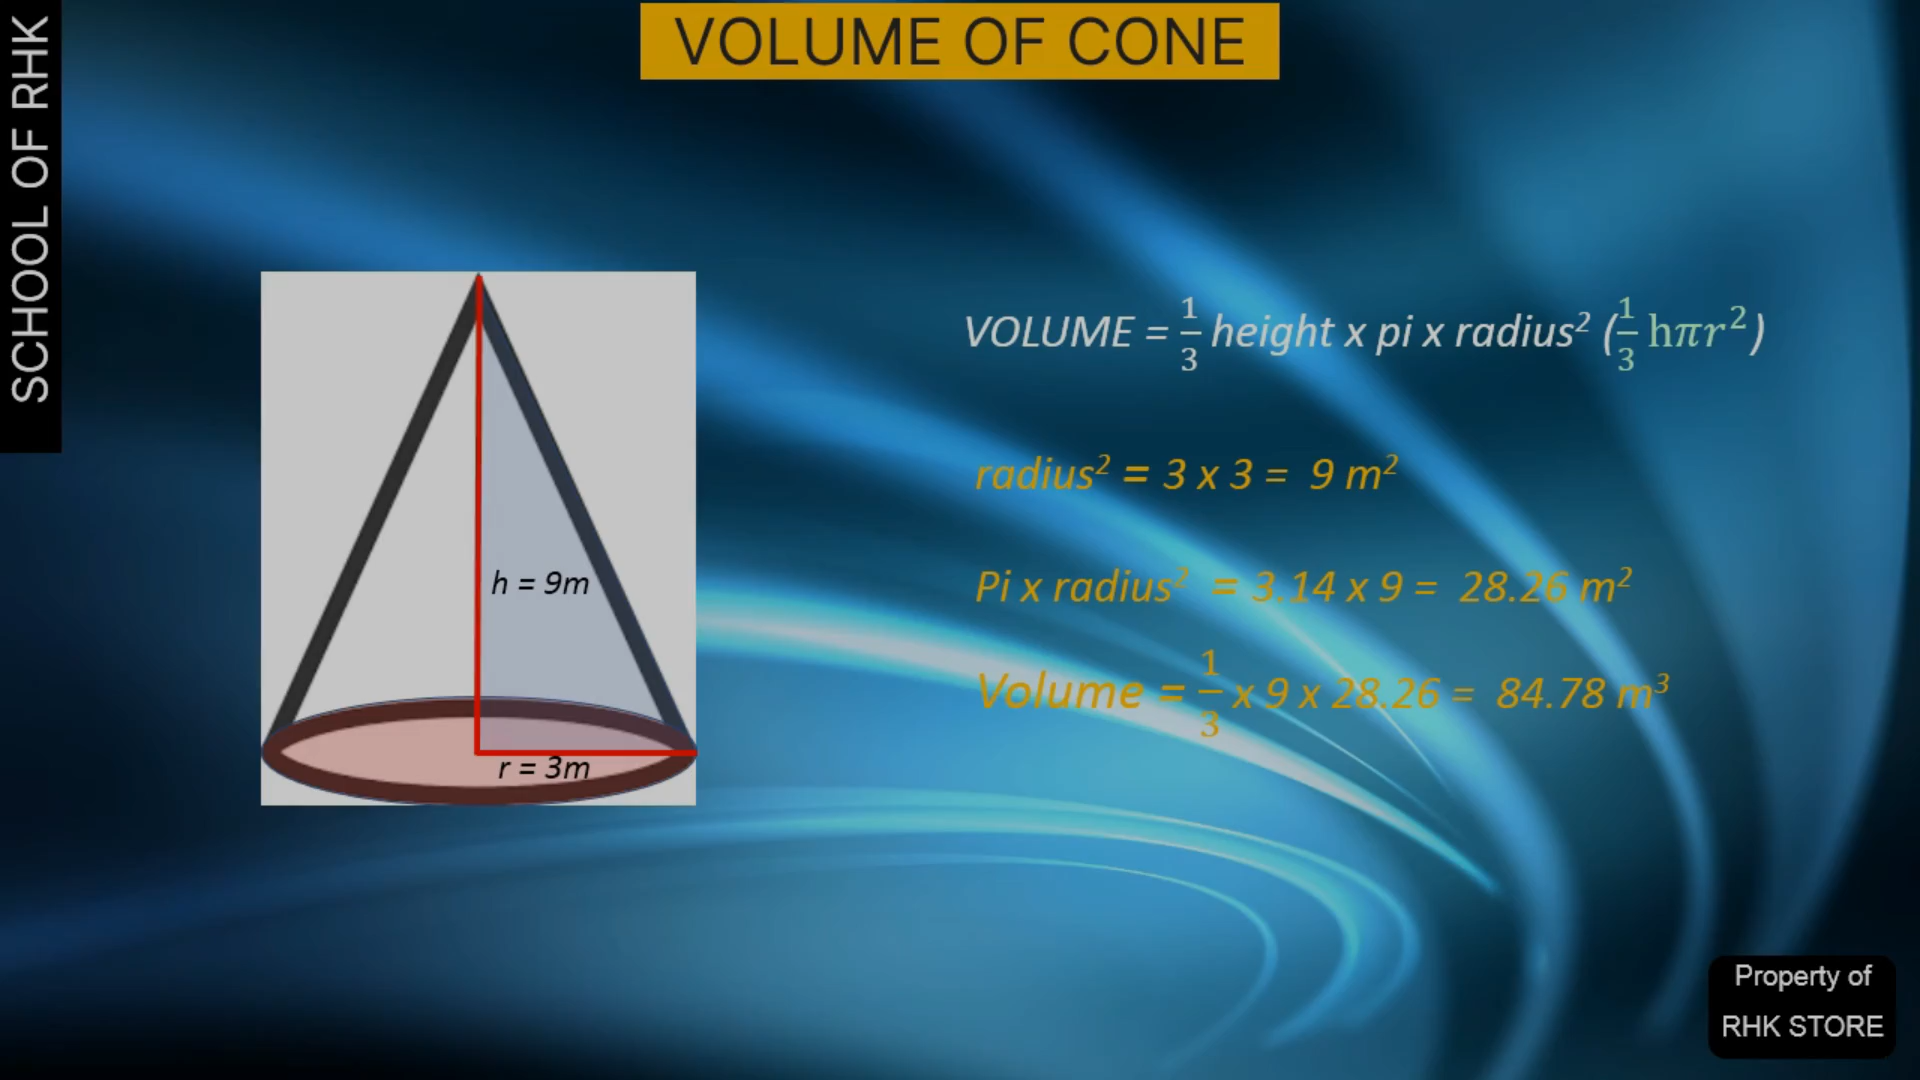 VOLUME OF CONE
SCHOOL OF RHK
VOLUME = 1/3 height x pi x radius² (1/3 hπr²)
radius² = 3 x 3 = 9 m²
Pi x radius² = 3.14 x 9 = 28.26 m²
Volume = 1/3 x 9 x 28.26 = 84.78 m³
h = 9m
r = 3m
Property of
RHK STORE